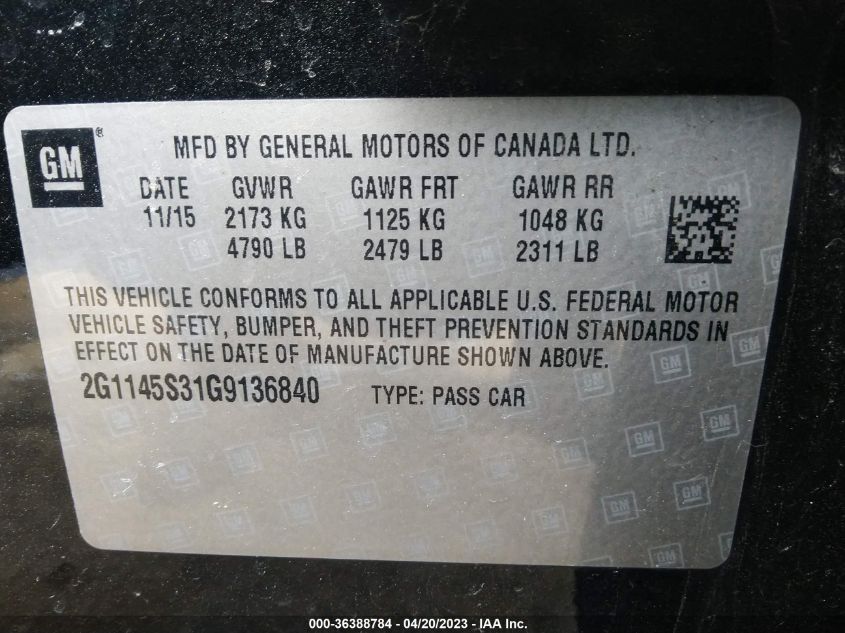 GM ®
MFD BY GENERAL MOTORS OF CANADA LTD.
DATE GVWR GAWR FRT GAWR RR
11/15 2173 KG 1125 KG 1048 KG
4790 LB 2479 LB 2311 LB
THIS VEHICLE CONFORMS TO ALL APPLICABLE U.S. FEDERAL MOTOR
VEHICLE SAFETY, BUMPER, AND THEFT PREVENTION STANDARDS IN
EFFECT ON THE DATE OF MANUFACTURE SHOWN ABOVE.
2G1145S31G9136840 TYPE: PASS CAR
000-36388784 - 04/20/2023 - IAA Inc.